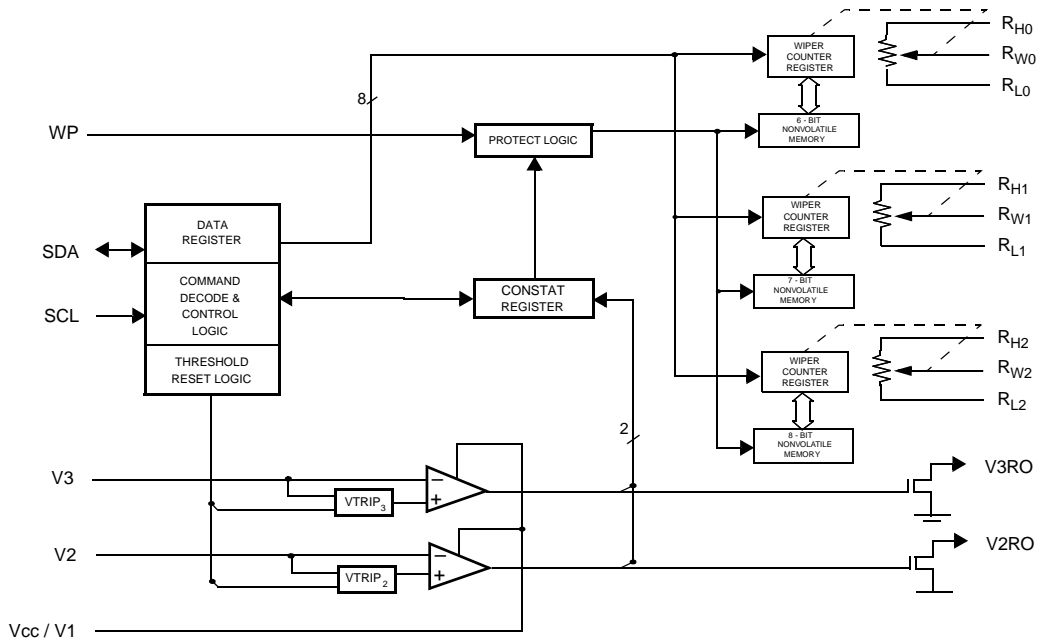 WIPER
COUNTER
REGISTER
RH0
RW0
RL0
8
6 - BIT
NONVOLATILE
MEMORY
WP
PROTECT LOGIC
WIPER
COUNTER
REGISTER
RH1
RW1
RL1
DATA
REGISTER
SDA
COMMAND
DECODE &
CONTROL
LOGIC
SCL
CONSTAT
REGISTER
7 - BIT
NONVOLATILE
MEMORY
THRESHOLD
RESET LOGIC
WIPER
COUNTER
REGISTER
RH2
RW2
RL2
2
8 - BIT
NONVOLATILE
MEMORY
V3
VTRIP3
−
+
V3RO
V2
VTRIP2
−
+
V2RO
Vcc / V1